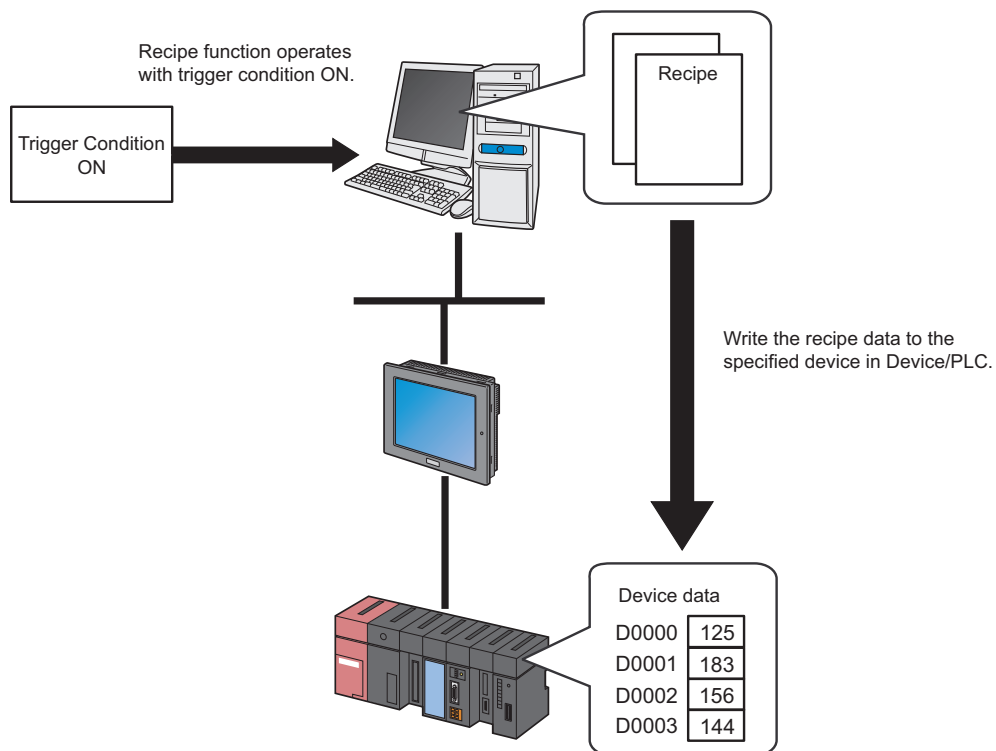 Recipe function operates
with trigger condition ON.
Recipe
Trigger Condition
ON
Write the recipe data to the
specified device in Device/PLC.
Device data
D0000 125
D0001 183
D0002 156
D0003 144